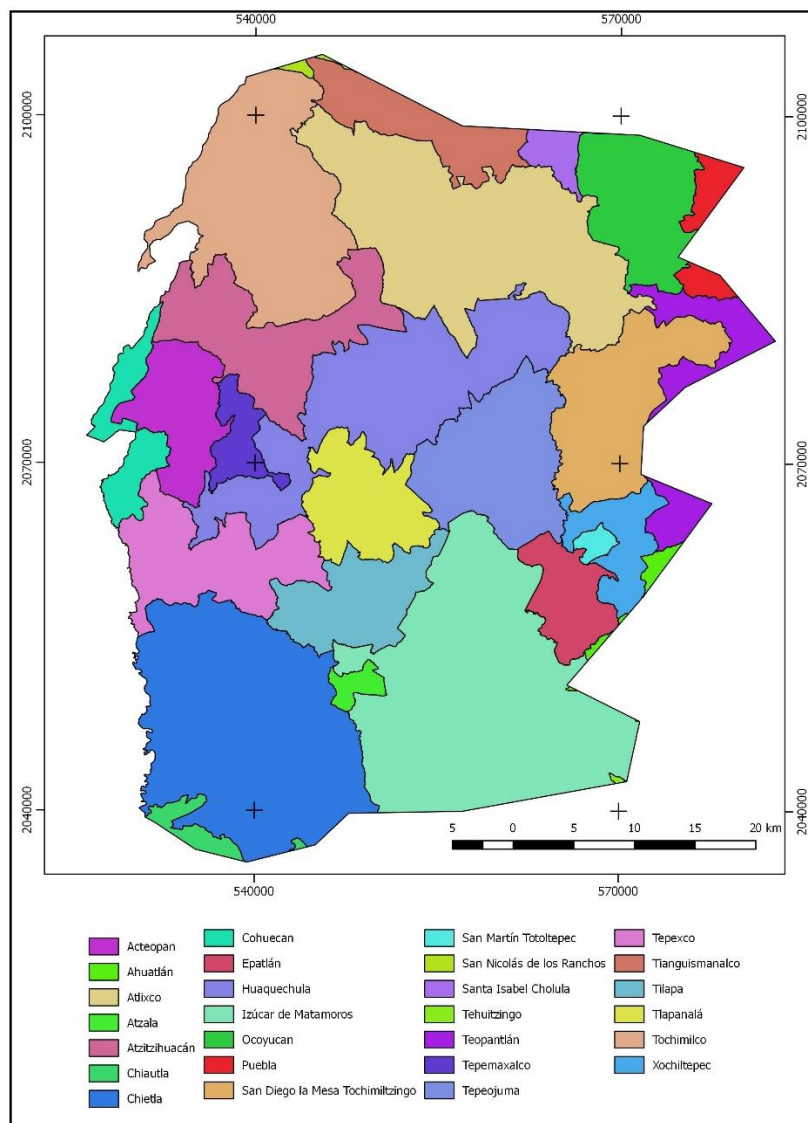 540000 570000
2100000 2100000
2070000 2070000
2040000 2040000
5 0 5 10 15 20 km
540000 570000
Acteopan
Ahuatlán
Atlixco
Atzala
Atzitzihuacán
Chiautla
Chietla
Cohuecan
Epatlán
Huaquechula
Izúcar de Matamoros
Ocoyucan
Puebla
San Diego la Mesa Tochimiltzingo
San Martín Totoltepec
San Nicolás de los Ranchos
Santa Isabel Cholula
Tehuitzingo
Teopantlán
Tepemaxalco
Tepeojuma
Tepexco
Tianguismanalco
Tilapa
Tlapanalá
Tochimilco
Xochiltepec